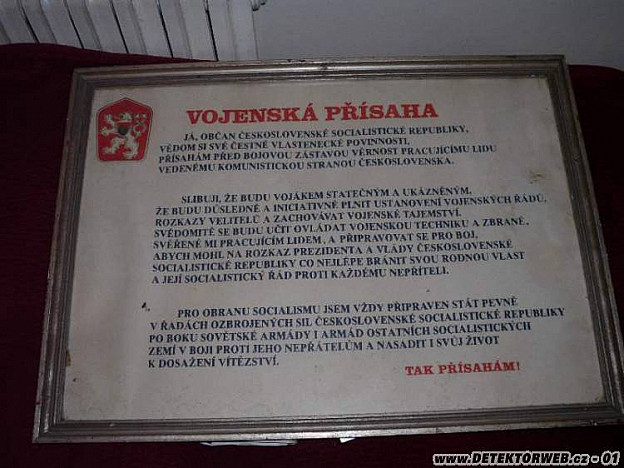 VOJENSKÁ PŘÍSAHA
JÁ, OBČAN ČESKOSLOVENSKÉ SOCIALISTICKÉ REPUBLIKY,
VĚDOM SI SVÉ ČESTNÉ VLASTENECKÉ POVINNOSTI,
PŘÍSAHÁM PŘED BOJOVOU ZÁSTAVOU VĚRNOST PRACUJÍCÍMU LIDU
VEDENÉMU KOMUNISTICKOU STRANOU ČESKOSLOVENSKA.
SLIBUJI, ŽE BUDU VOJÁKEM STATEČNÝM A UKÁZNĚNÝM,
ŽE BUDU DŮSLEDNĚ A INICIATIVNĚ PLNIT USTANOVENÍ VOJENSKÝCH ŘÁDŮ,
ROZKAZY VELITELŮ A ZACHOVÁVAT VOJENSKÉ TAJEMSTVÍ.
SVĚDOMITĚ SE BUDU UČIT OVLÁDAT VOJENSKOU TECHNIKU A ZBRANĚ,
SVĚŘENÉ MI PRACUJÍCÍM LIDEM, A PŘIPRAVOVAT SE PRO BOJ,
ABYCH MOHL NA ROZKAZ PREZIDENTA A VLÁDY ČESKOSLOVENSKÉ
SOCIALISTICKÉ REPUBLIKY CO NEJLÉPE BRÁNIT SVOU RODNOU VLAST
A JEJÍ SOCIALISTICKÝ ŘÁD PROTI KAŽDÉMU NEPŘÍTELI.
PRO OBRANU SOCIALISMU JSEM VŽDY PŘIPRAVEN STÁT PEVNĚ
V ŘADÁCH OZBROJENÝCH SIL ČESKOSLOVENSKÉ SOCIALISTICKÉ REPUBLIKY
PO BOKU SOVĚTSKÉ ARMÁDY I ARMÁD OSTATNÍCH SOCIALISTICKÝCH
ZEMÍ V BOJI PROTI JEHO NEPŘÁTELŮM A NASADIT I SVŮJ ŽIVOT
K DOSAŽENÍ VÍTĚZSTVÍ.
TAK PŘÍSAHÁM!
www.DETEKTORWEB.cz - 01